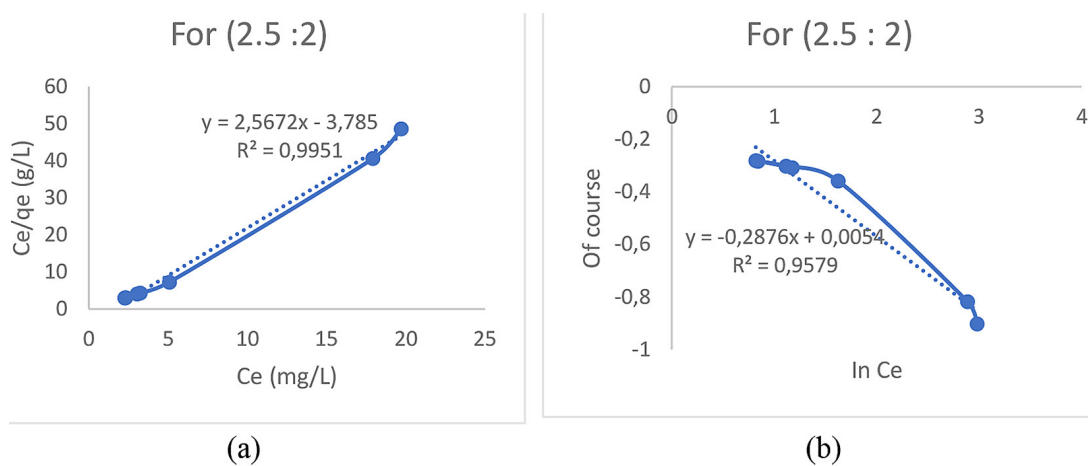 For (2.5 :2)
60
50
40
30
20
10
0
Ce/qe (g/L)
y = 2,5672x - 3,785
R² = 0,9951
0 5 10 15 20 25
Ce (mg/L)
(a)
For (2.5 : 2)
0
-0,2
-0,4
-0,6
-0,8
-1
Of course
0 1 2 3 4
y = -0,2876x + 0,0054
R² = 0,9579
In Ce
(b)